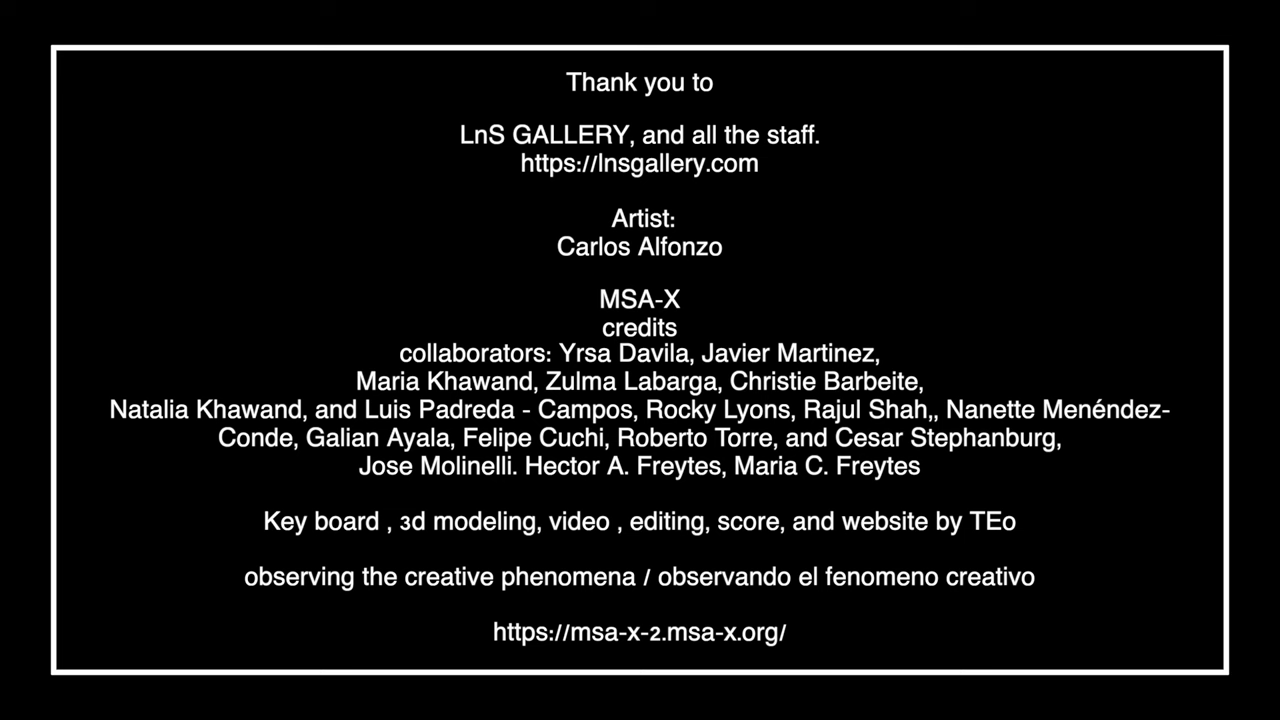 Thank you to
LnS GALLERY, and all the staff.
https://lnsgallery.com
Artist:
Carlos Alfonzo
MSA-X
credits
collaborators: Yrsa Davila, Javier Martinez,
Maria Khawand, Zulma Labarga, Christie Barbeite,
Natalia Khawand, and Luis Padreda - Campos, Rocky Lyons, Rajul Shah,, Nanette Menéndez-
Conde, Galian Ayala, Felipe Cuchi, Roberto Torre, and Cesar Stephanburg,
Jose Molinelli. Hector A. Freytes, Maria C. Freytes
Key board , 3d modeling, video , editing, score, and website by TEo
observing the creative phenomena / observando el fenomeno creativo
https://msa-x-2.msa-x.org/